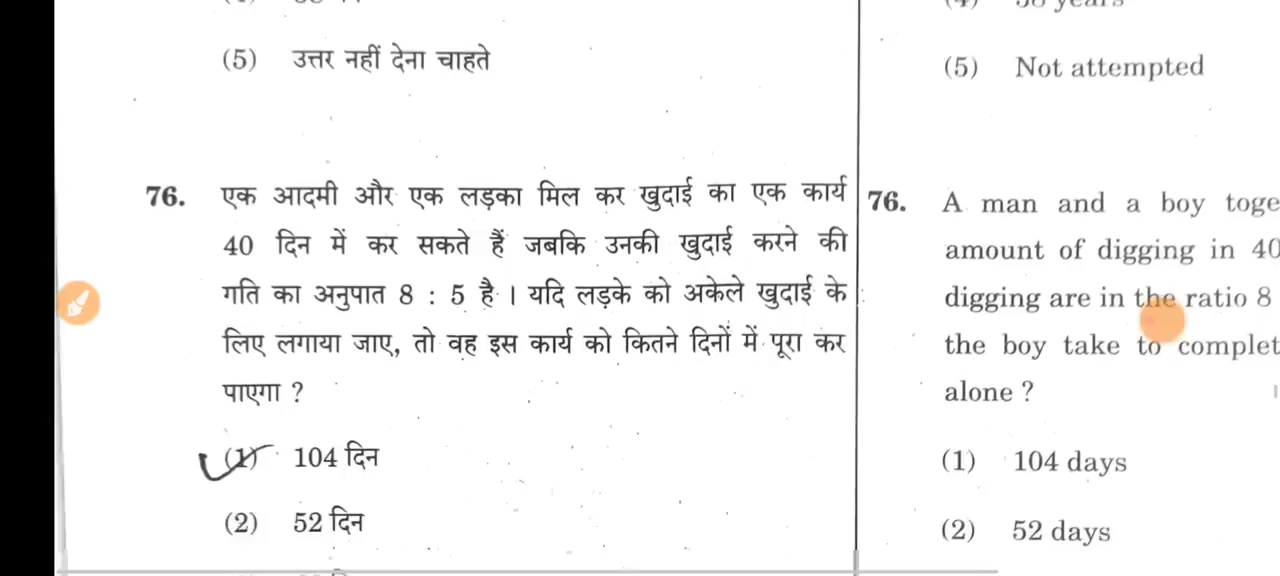 (5) उत्तर नहीं देना चाहते
76. एक आदमी और एक लड़का मिल कर खुदाई का एक कार्य
40 दिन में कर सकते हैं जबकि उनकी खुदाई करने की
गति का अनुपात 8 : 5 है । यदि लड़के को अकेले खुदाई के
लिए लगाया जाए, तो वह इस कार्य को कितने दिनों में पूरा कर
पाएगा ?
(1) 104 दिन
(2) 52 दिन
(5) Not attempted
76. A man and a boy toge
amount of digging in 40
digging are in the ratio 8
the boy take to complet
alone ?
(1) 104 days
(2) 52 days